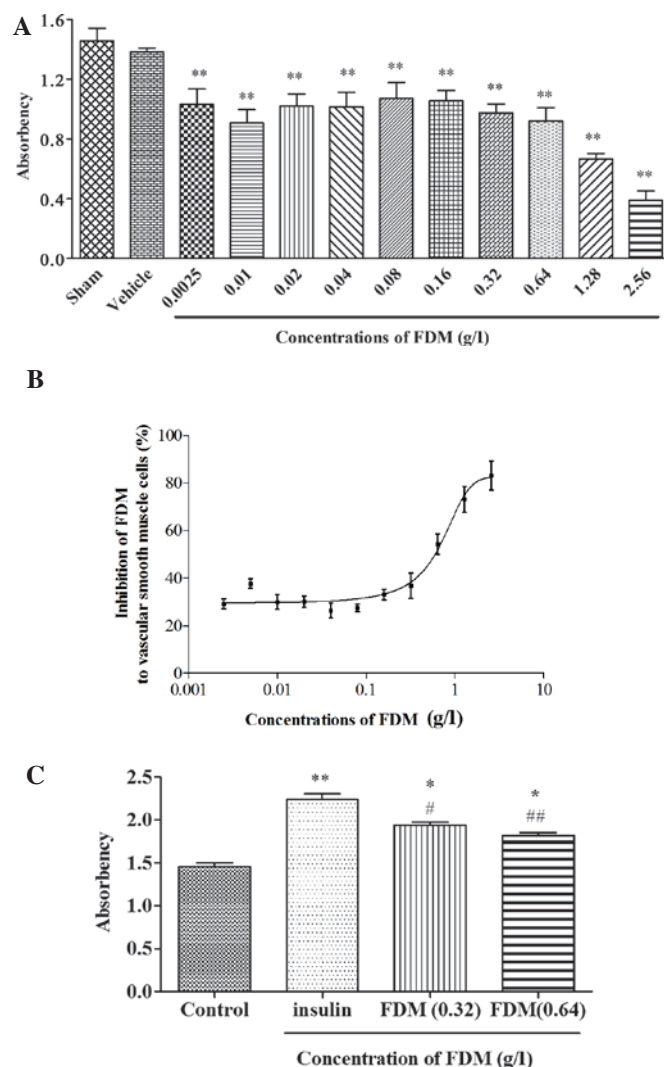 A
1.6
1.2
0.8
0.4
0.0
Absorbency
** ** ** ** ** ** ** ** ** **
Sham Vehicle 0.0025 0.01 0.02 0.04 0.08 0.16 0.32 0.64 1.28 2.56
Concentrations of FDM (g/l)
B
100
80
60
40
20
0
Inhibition of FDM
to vascular smooth muscle cells (%)
0.001 0.01 0.1 1 10
Concentrations of FDM (g/l)
C
2.5
2.0
1.5
1.0
0.5
0.0
Absorbency
** * *
# ##
Control insulin FDM (0.32) FDM(0.64)
Concentration of FDM (g/l)